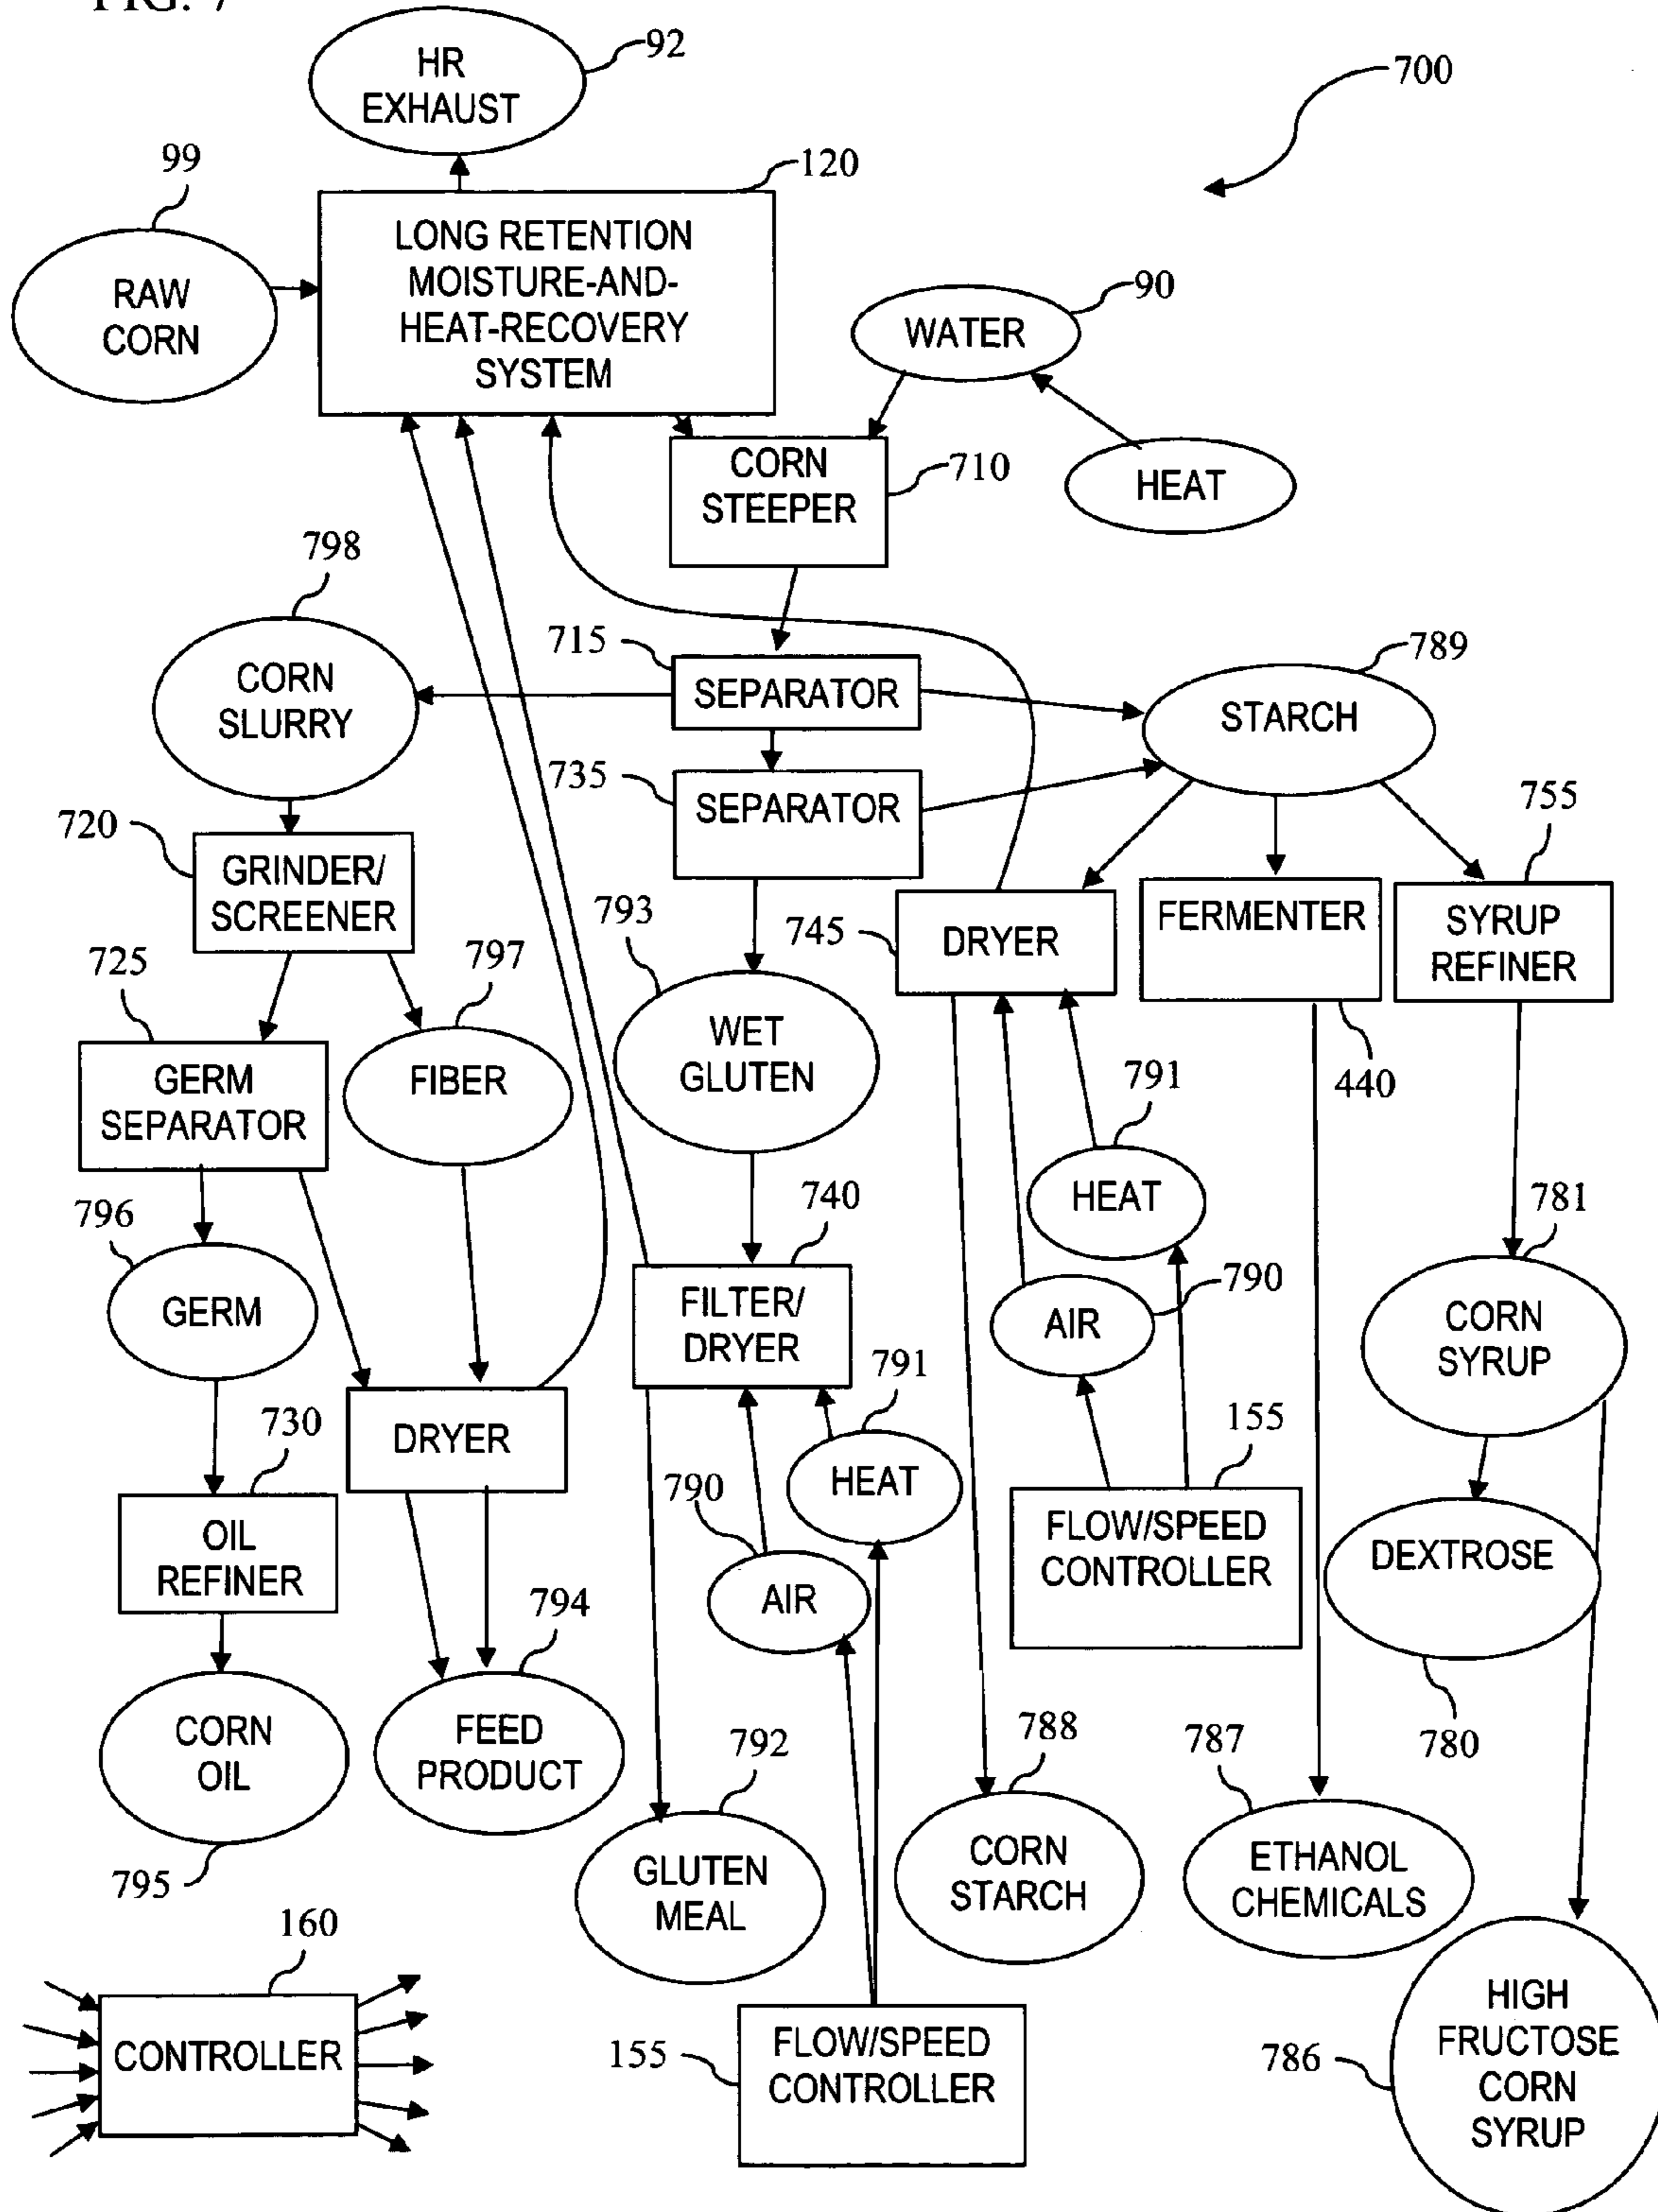 FIG. 7
HR
EXHAUST
92
700
99
120
RAW
CORN
LONG RETENTION
MOISTURE-AND-
HEAT-RECOVERY
SYSTEM
90
WATER
HEAT
CORN
STEEPER
710
798
CORN
SLURRY
715
SEPARATOR
789
STARCH
735
SEPARATOR
755
720
GRINDER/
SCREENER
793
745
DRYER
FERMENTER
SYRUP
REFINER
440
725
797
GERM
SEPARATOR
FIBER
WET
GLUTEN
791
HEAT
796
GERM
740
FILTER/
DRYER
790
AIR
781
CORN
SYRUP
730
OIL
REFINER
DRYER
791
HEAT
790
AIR
155
FLOW/SPEED
CONTROLLER
DEXTROSE
780
794
FEED
PRODUCT
CORN
OIL
795
792
GLUTEN
MEAL
788
CORN
STARCH
787
ETHANOL
CHEMICALS
160
CONTROLLER
155
FLOW/SPEED
CONTROLLER
786
HIGH
FRUCTOSE
CORN
SYRUP